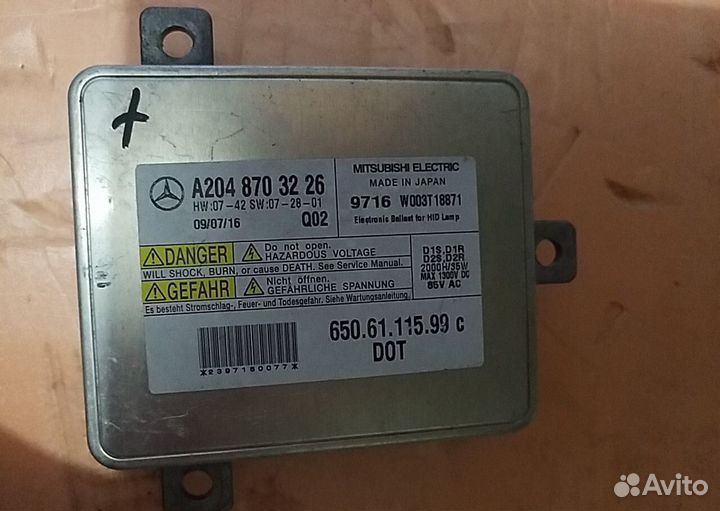 A204 870 32 26
HW:07-42 SW:07-28-01
09/07/16 Q02
MITSUBISHI ELECTRIC
MADE IN JAPAN
9716 W003T18871
Electronic Ballast for HID Lamp
DANGER Do not open.
HAZARDOUS VOLTAGE
WILL SHOCK, BURN, or cause DEATH. See Service Manual.
GEFAHR Nicht öffnen.
GEFÄHRLICHE SPANNUNG
Es besteht Stromschlag-, Feuer- und Todesgefahr. Siehe Wartungsanleitung.
D1S.D1R
D2S.D2R
2000H/35W
MAX 1300V DC
85V AC
*2397160077*
650.61.115.99 c
DOT
Avito